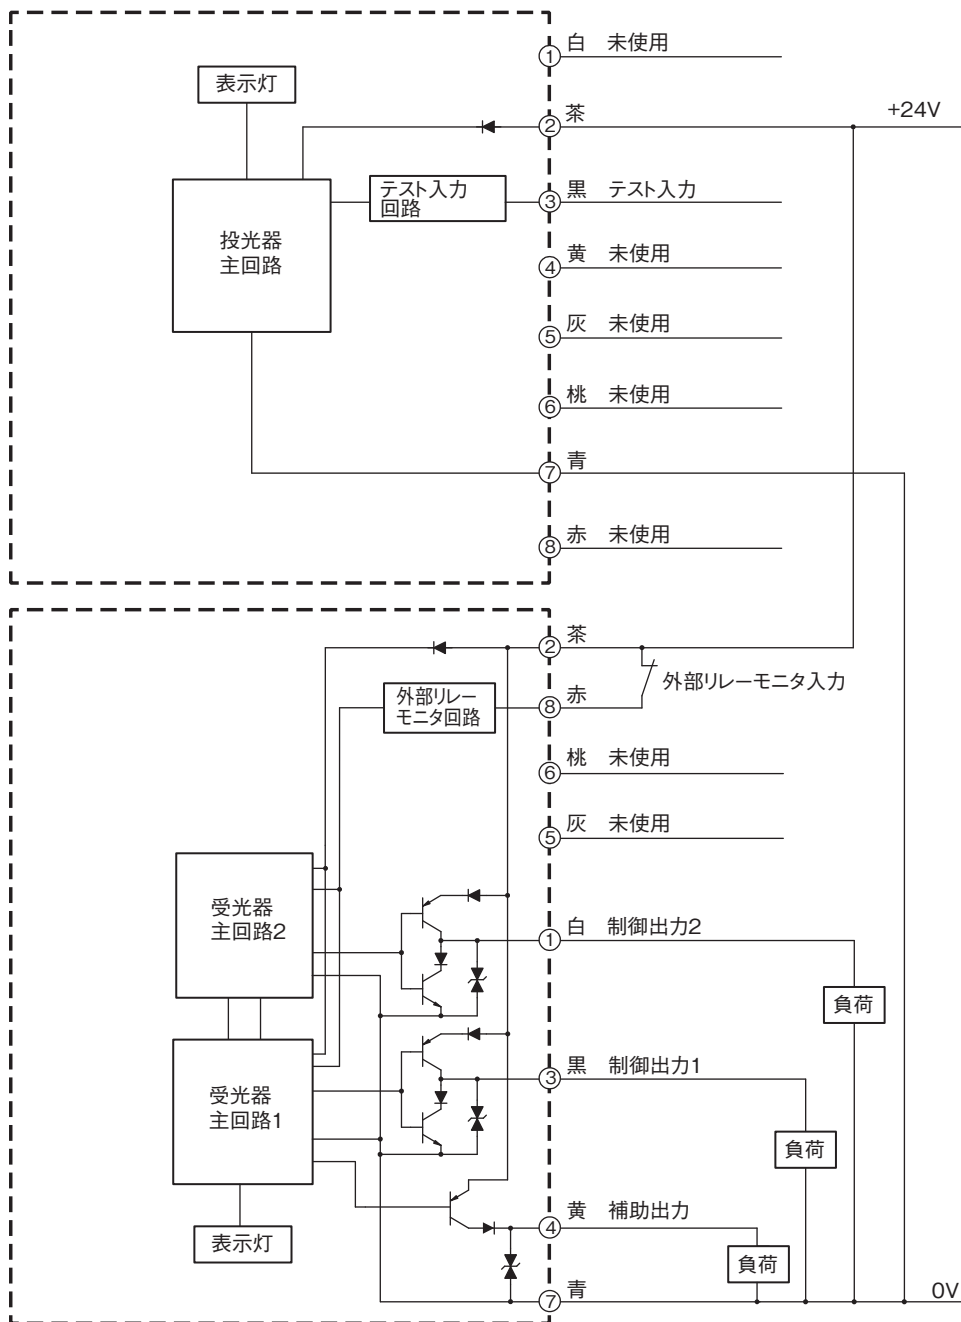 表示灯
投光器
主回路
テスト入力
回路
① 白 未使用
② 茶
+24V
③ 黒 テスト入力
④ 黄 未使用
⑤ 灰 未使用
⑥ 桃 未使用
⑦ 青
⑧ 赤 未使用
② 茶
外部リレー
モニタ回路
⑧ 赤
外部リレーモニタ入力
⑥ 桃 未使用
⑤ 灰 未使用
受光器
主回路2
① 白 制御出力2
負荷
受光器
主回路1
③ 黒 制御出力1
負荷
表示灯
④ 黄 補助出力
負荷
⑦ 青
0V